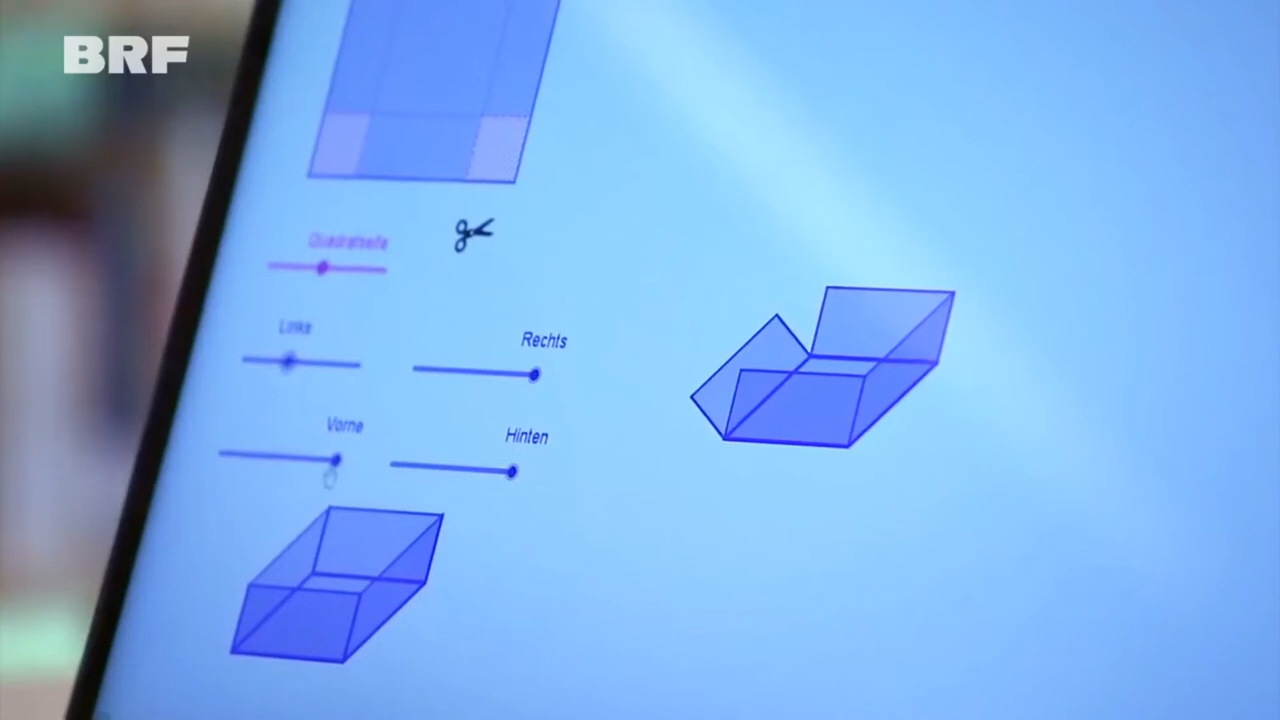 BRF
Quadratseite
Links
Rechts
Vorne
Hinten